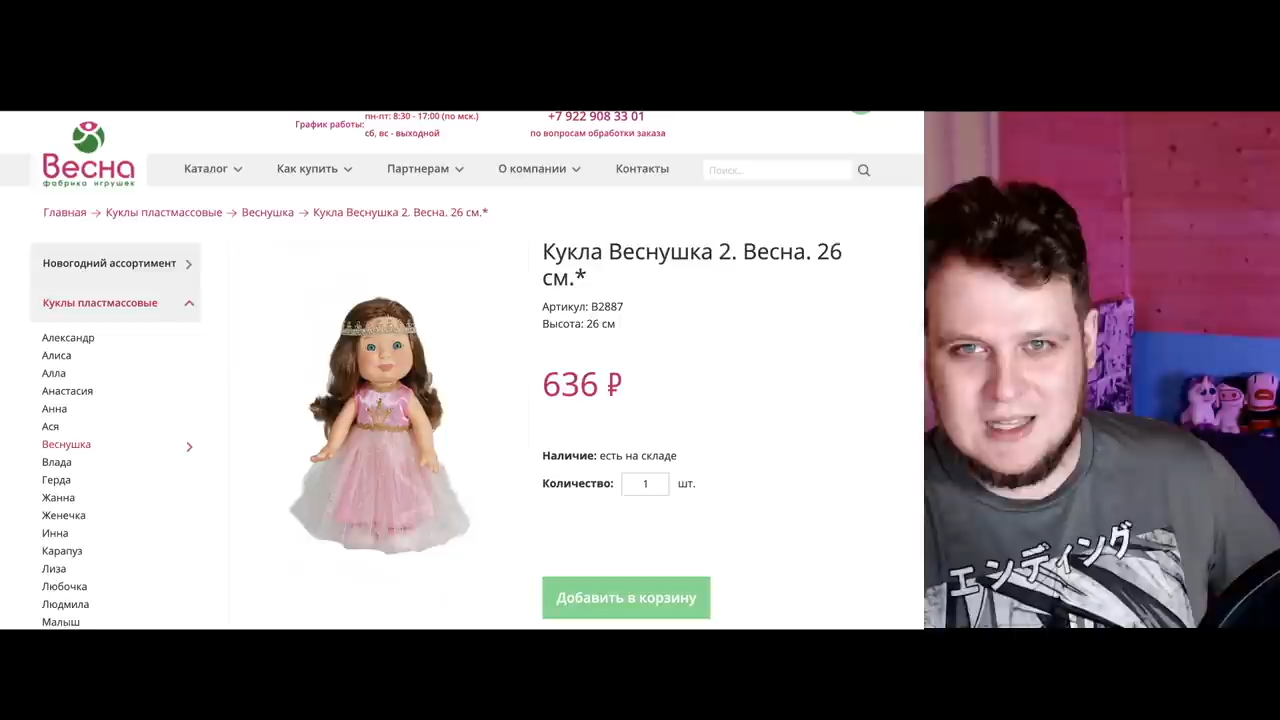 График работы:
пн-пт: 8:30 - 17:00 (по мск.)
сб, вс - выходной
+7 922 908 33 01
по вопросам обработки заказа
Весна
фабрика игрушек
Каталог
Как купить
Партнерам
О компании
Контакты
Поиск...
Главная → Куклы пластмассовые → Веснушка → Кукла Веснушка 2. Весна. 26 см.*
Новогодний ассортимент
Куклы пластмассовые
Александр
Алиса
Алла
Анастасия
Анна
Ася
Веснушка
Влада
Герда
Жанна
Женечка
Инна
Карапуз
Лиза
Любочка
Людмила
Малыш
Кукла Веснушка 2. Весна. 26
см.*
Артикул: В2887
Высота: 26 см
636 ₽
Наличие: есть на складе
Количество: 1 шт.
Добавить в корзину
エンディング